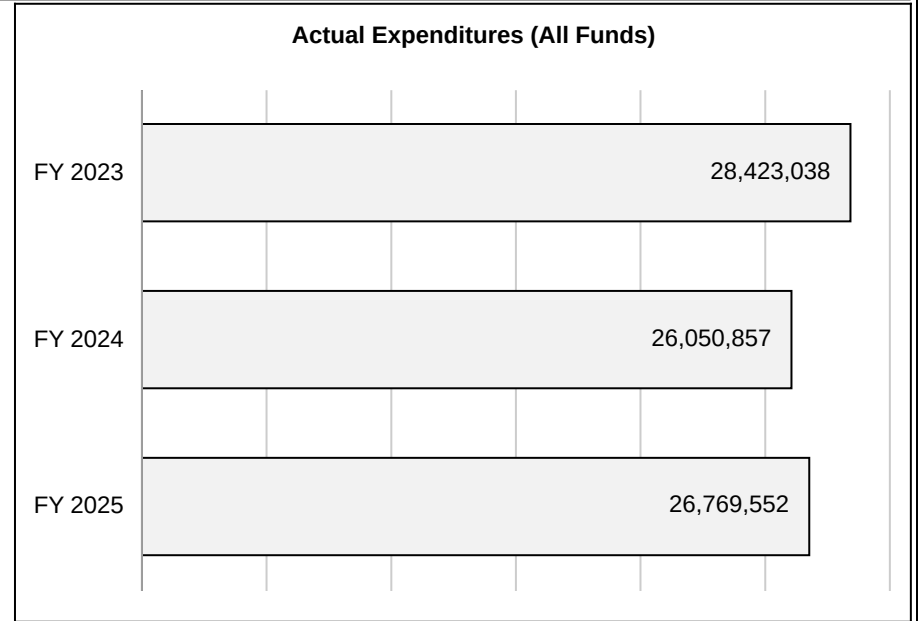 Actual Expenditures (All Funds)
FY 2023
28,423,038
FY 2024
26,050,857
FY 2025
26,769,552